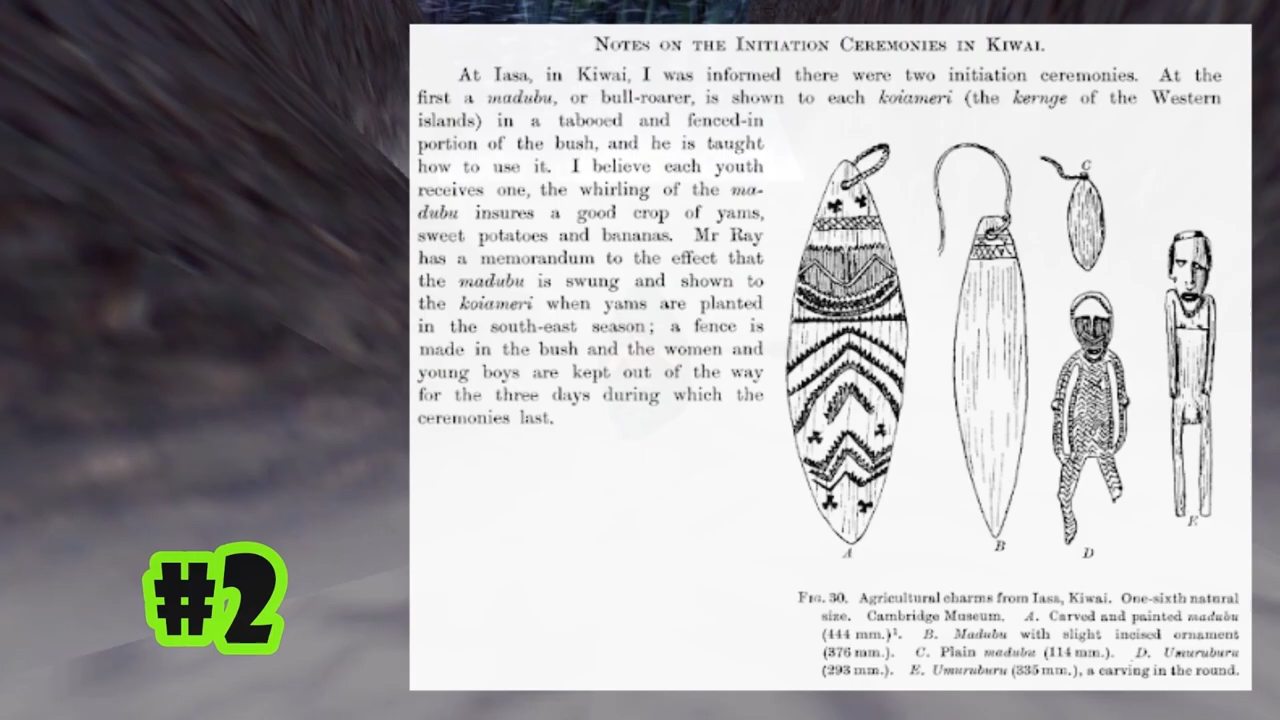 NOTES ON THE INITIATION CEREMONIES IN KIWAI.
At Iasa, in Kiwai, I was informed there were two initiation ceremonies. At the
first a madubu, or bull-roarer, is shown to each koiameri (the kernge of the Western
islands) in a tabooed and fenced-in
portion of the bush, and he is taught
how to use it. I believe each youth
receives one, the whirling of the ma-
dubu insures a good crop of yams,
sweet potatoes and bananas. Mr Ray
has a memorandum to the effect that
the madubu is swung and shown to
the koiameri when yams are planted
in the south-east season; a fence is
made in the bush and the women and
young boys are kept out of the way
for the three days during which the
ceremonies last.
C
A
B
D
E
FIG. 30. Agricultural charms from Iasa, Kiwai. One-sixth natural
size. Cambridge Museum. A. Carved and painted madubu
(444 mm.)¹. B. Madubu with slight incised ornament
(376 mm.). C. Plain madubu (114 mm.). D. Umuruburu
(293 mm.). E. Umuruburu (335 mm.), a carving in the round.
#2